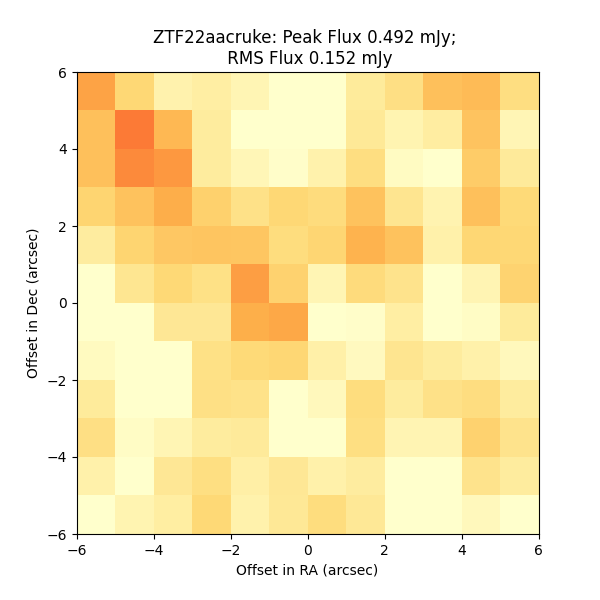 ZTF22aacruke: Peak Flux 0.492 mJy;
RMS Flux 0.152 mJy
6
4
2
0
−2
−4
−6
Offset in Dec (arcsec)
−6 −4 −2 0 2 4 6
Offset in RA (arcsec)